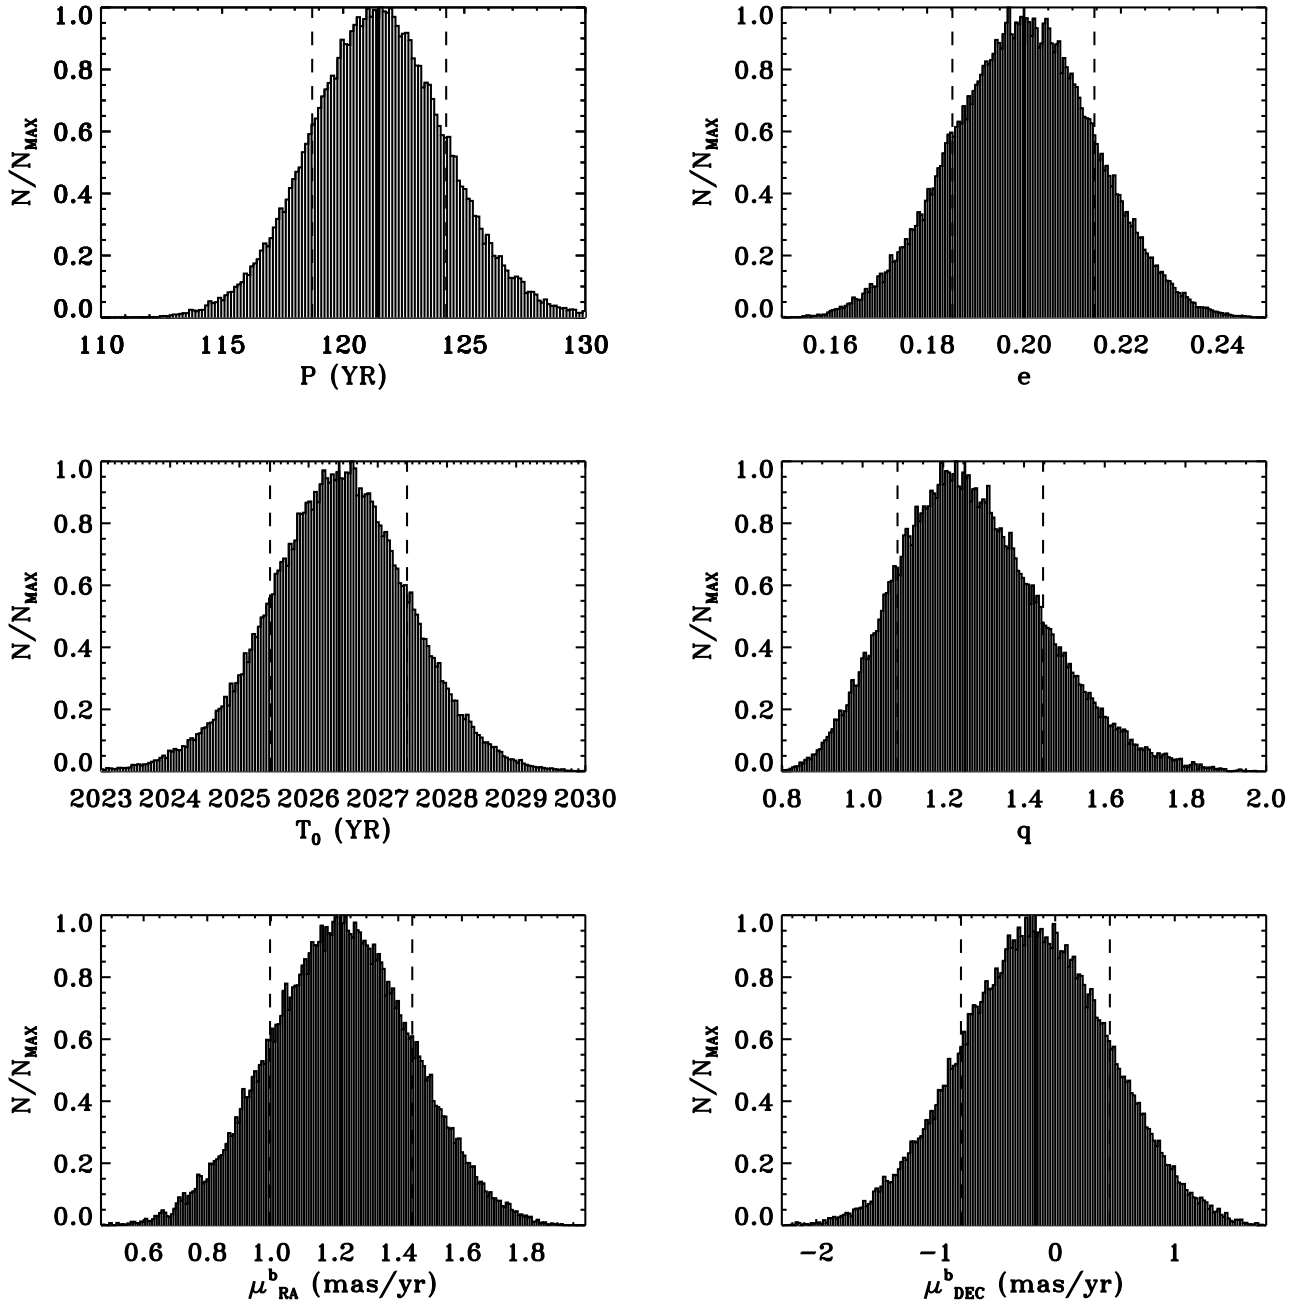 1.0
0.8
0.6
0.4
0.2
0.0
N/N_MAX
110 115 120 125 130
P (YR)
1.0
0.8
0.6
0.4
0.2
0.0
N/N_MAX
0.16 0.18 0.20 0.22 0.24
e
1.0
0.8
0.6
0.4
0.2
0.0
N/N_MAX
2023 2024 2025 2026 2027 2028 2029 2030
T_0 (YR)
1.0
0.8
0.6
0.4
0.2
0.0
N/N_MAX
0.8 1.0 1.2 1.4 1.6 1.8 2.0
q
1.0
0.8
0.6
0.4
0.2
0.0
N/N_MAX
0.6 0.8 1.0 1.2 1.4 1.6 1.8
μ^b_RA (mas/yr)
1.0
0.8
0.6
0.4
0.2
0.0
N/N_MAX
−2 −1 0 1
μ^b_DEC (mas/yr)